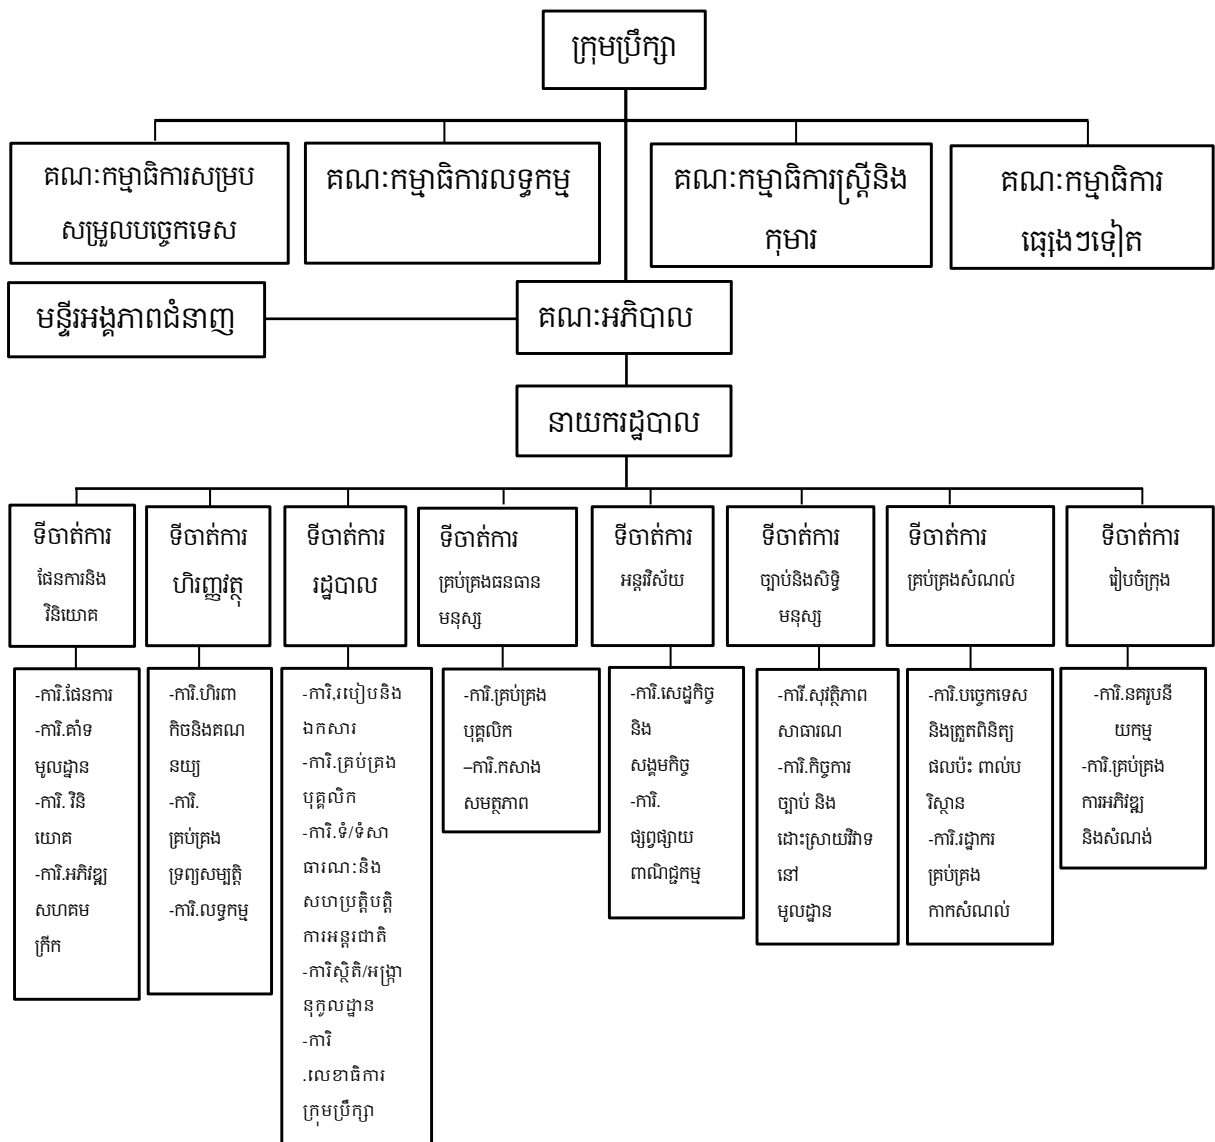 ក្រុមប្រឹក្សា
គណៈកម្មាធិការសម្រប
សម្រួលបច្ចេកទេស
គណៈកម្មាធិការលទ្ធកម្ម
គណៈកម្មាធិការស្ត្រីនិង
កុមារ
គណៈកម្មាធិការ
ផ្សេងៗទៀត
មន្ទីរអង្គភាពជំនាញ
គណៈអភិបាល
នាយករដ្ឋបាល
ទីចាត់ការ
ផែនការនិង
វិនិយោគ
ទីចាត់ការ
ហិរញ្ញវត្ថុ
ទីចាត់ការ
រដ្ឋបាល
ទីចាត់ការ
គ្រប់គ្រងធនធាន
មនុស្ស
ទីចាត់ការ
អន្តរវិស័យ
ទីចាត់ការ
ច្បាប់និងសិទ្ធិ
មនុស្ស
ទីចាត់ការ
គ្រប់គ្រងសំណល់
ទីចាត់ការ
រៀបចំក្រុង
-ការិ.ផែនការ
-ការិ.គាំទ
មូលដ្ឋាន
-ការិ. វិនិ
យោគ
-ការិ.អភិវឌ្ឍ
សហគម
ក្រីក
-ការិ.ហិរពា
កិចនិងគណ
នយ្យ
-ការិ.
គ្រប់គ្រង
ទ្រព្យសម្បត្តិ
-ការិ.លទ្ធកម្ម
-ការិ,របៀបនិង
ឯកសារ
-ការិ.គ្រប់គ្រង
បុគ្គលិក
-ការិ.ទំ/ទំសា
ធារណៈនិង
សហប្រត្តិបត្តិ
ការអន្តរជាតិ
-ការិស្ថិតិ/អង្ក្រា
នុកូលដ្ឋាន
-ការិ
.លេខាធិការ
ក្រុមប្រឹក្សា
-ការិ.គ្រប់គ្រង
បុគ្គលិក
–ការិ.កសាង
សមត្ថភាព
-ការិ.សេដ្ឋកិច្ច
និង
សង្គមកិច្ច
-ការិ.
ផ្សព្វផ្សាយ
ពាណិជ្ជកម្ម
-ការី.សុវត្ថិភាព
សាធារណ
-ការិ.កិច្ចការ
ច្បាប់ និង
ដោះស្រាយវិវាទ
នៅ
មូលដ្ឋាន
-ការិ.បច្ចេកទេស
និងត្រួតពិនិត្យ
ផលប៉ះ ពាល់ប
រិស្ថាន
-ការិ.រដ្ឋាករ
គ្រប់គ្រង
កាកសំណល់
-ការិ.នគរូបនី
យកម្ម
-ការិ.គ្រប់គ្រង
ការអភិវឌ្ឍ
និងសំណង់